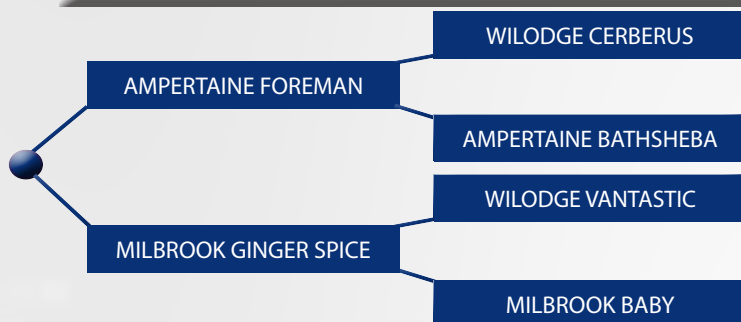 WILODGE CERBERUS
AMPERTAINE FOREMAN
AMPERTAINE BATHSHEBA
WILODGE VANTASTIC
MILBROOK GINGER SPICE
MILBROOK BABY